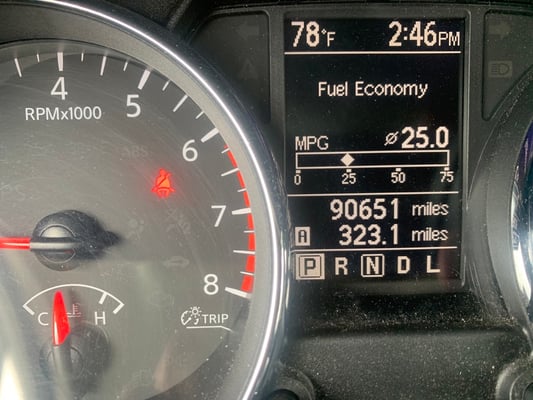 78°F 2:46PM
Fuel Economy
MPG ⌀25.0
0 25 50 75
90651 miles
A 323.1 miles
P R N D L
4
5
6
7
8
RPMx1000
C H
TRIP